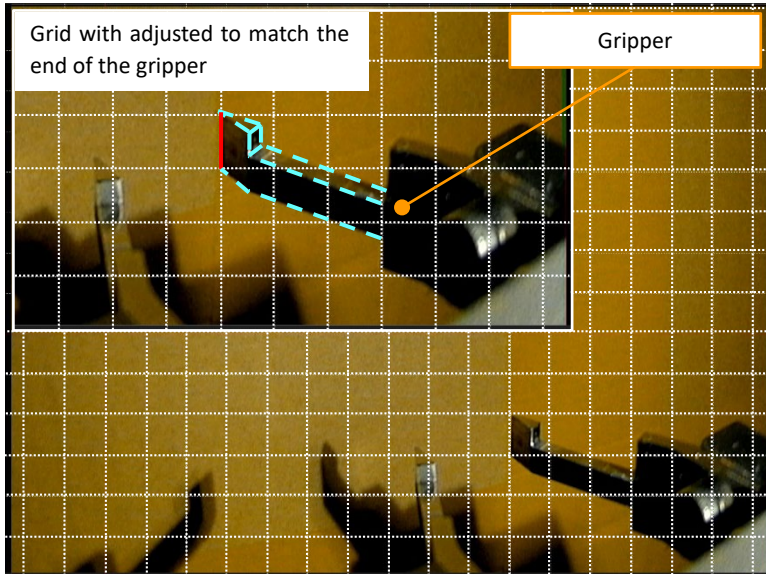 Grid with adjusted to match the
end of the gripper
Gripper